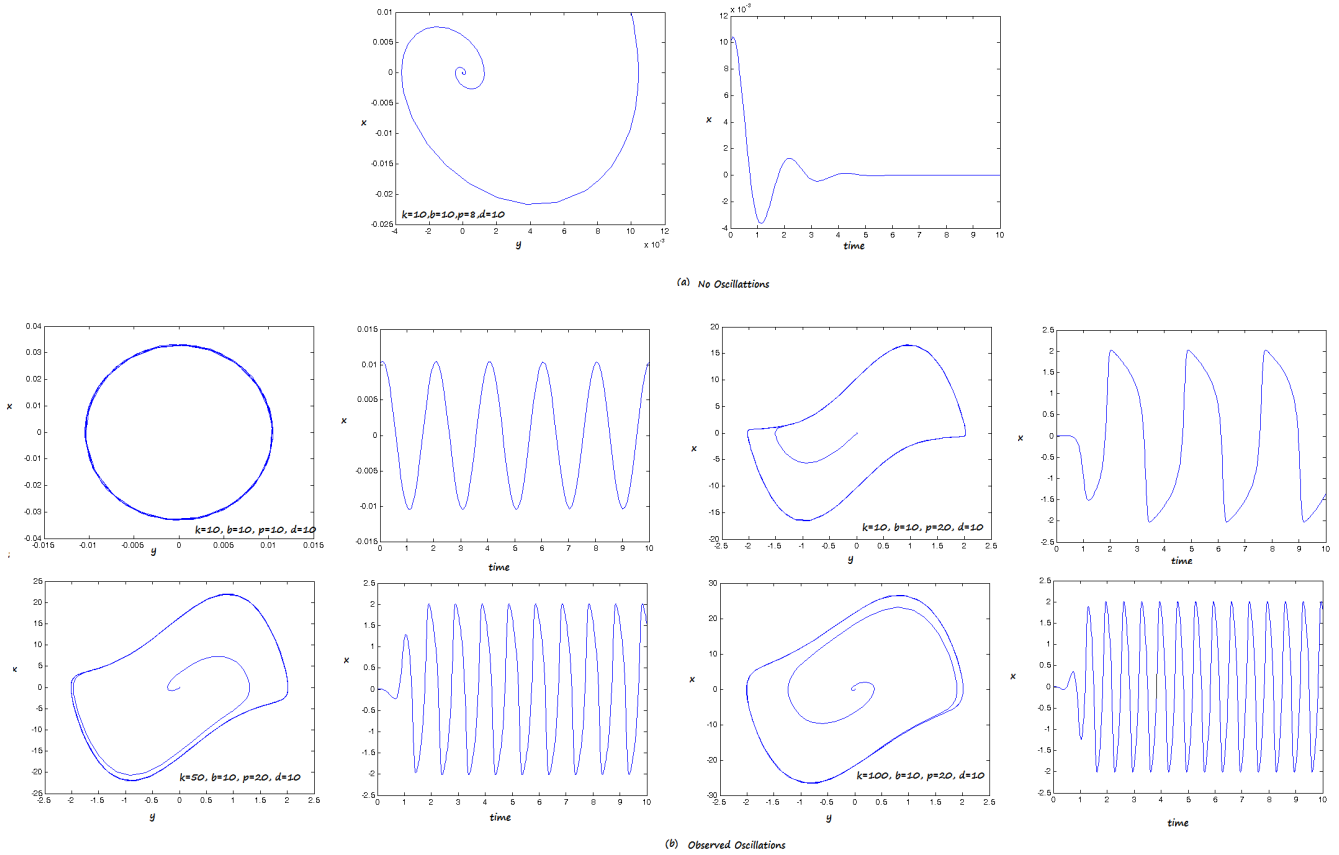 0.01
0.005
0
-0.005
-0.01
-0.015
-0.02
-0.025
x
k=10,b=10,p=8,d=10
-4 -2 0 2 4 6 8 10 12
y
x 10⁻³
x 10⁻³
12
10
8
6
4
2
0
-2
-4
x
0 1 2 3 4 5 6 7 8 9 10
time
(a) No Oscillattions
0.04
0.03
0.02
0.01
0
-0.01
-0.02
-0.03
-0.04
x
k=10, b=10, p=10, d=10
-0.015 -0.01 -0.005 0 0.005 0.01 0.015
y
0.015
0.01
0.005
0
-0.005
-0.01
-0.015
x
0 1 2 3 4 5 6 7 8 9 10
time
20
15
10
5
0
-5
-10
-15
-20
x
k=10, b=10, p=20, d=10
-2.5 -2 -1.5 -1 -0.5 0 0.5 1 1.5 2 2.5
y
2.5
2
1.5
1
0.5
0
-0.5
-1
-1.5
-2
-2.5
x
0 1 2 3 4 5 6 7 8 9 10
time
25
20
15
10
5
0
-5
-10
-15
-20
-25
x
k=50, b=10, p=20, d=10
-2.5 -2 -1.5 -1 -0.5 0 0.5 1 1.5 2 2.5
y
2.5
2
1.5
1
0.5
0
-0.5
-1
-1.5
-2
-2.5
x
0 1 2 3 4 5 6 7 8 9 10
time
30
20
10
0
-10
-20
-30
x
k=100, b=10, p=20, d=10
-2.5 -2 -1.5 -1 -0.5 0 0.5 1 1.5 2 2.5
y
2.5
2
1.5
1
0.5
0
-0.5
-1
-1.5
-2
-2.5
x
0 1 2 3 4 5 6 7 8 9 10
time
(b) Observed Oscillations